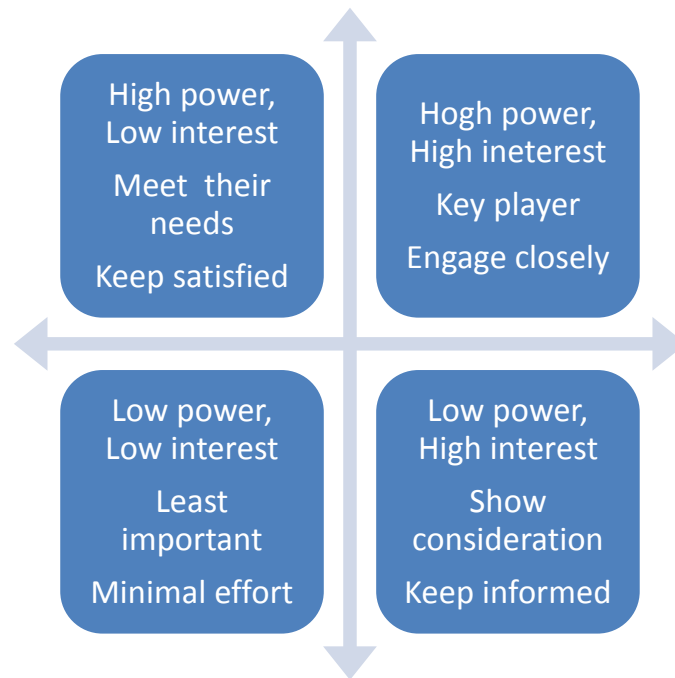 High power,
Low interest
Meet  their
needs
Keep satisfied
Hogh power,
High ineterest
Key player
Engage closely
Low power,
Low interest
Least
important
Minimal effort
Low power,
High interest
Show
consideration
Keep informed